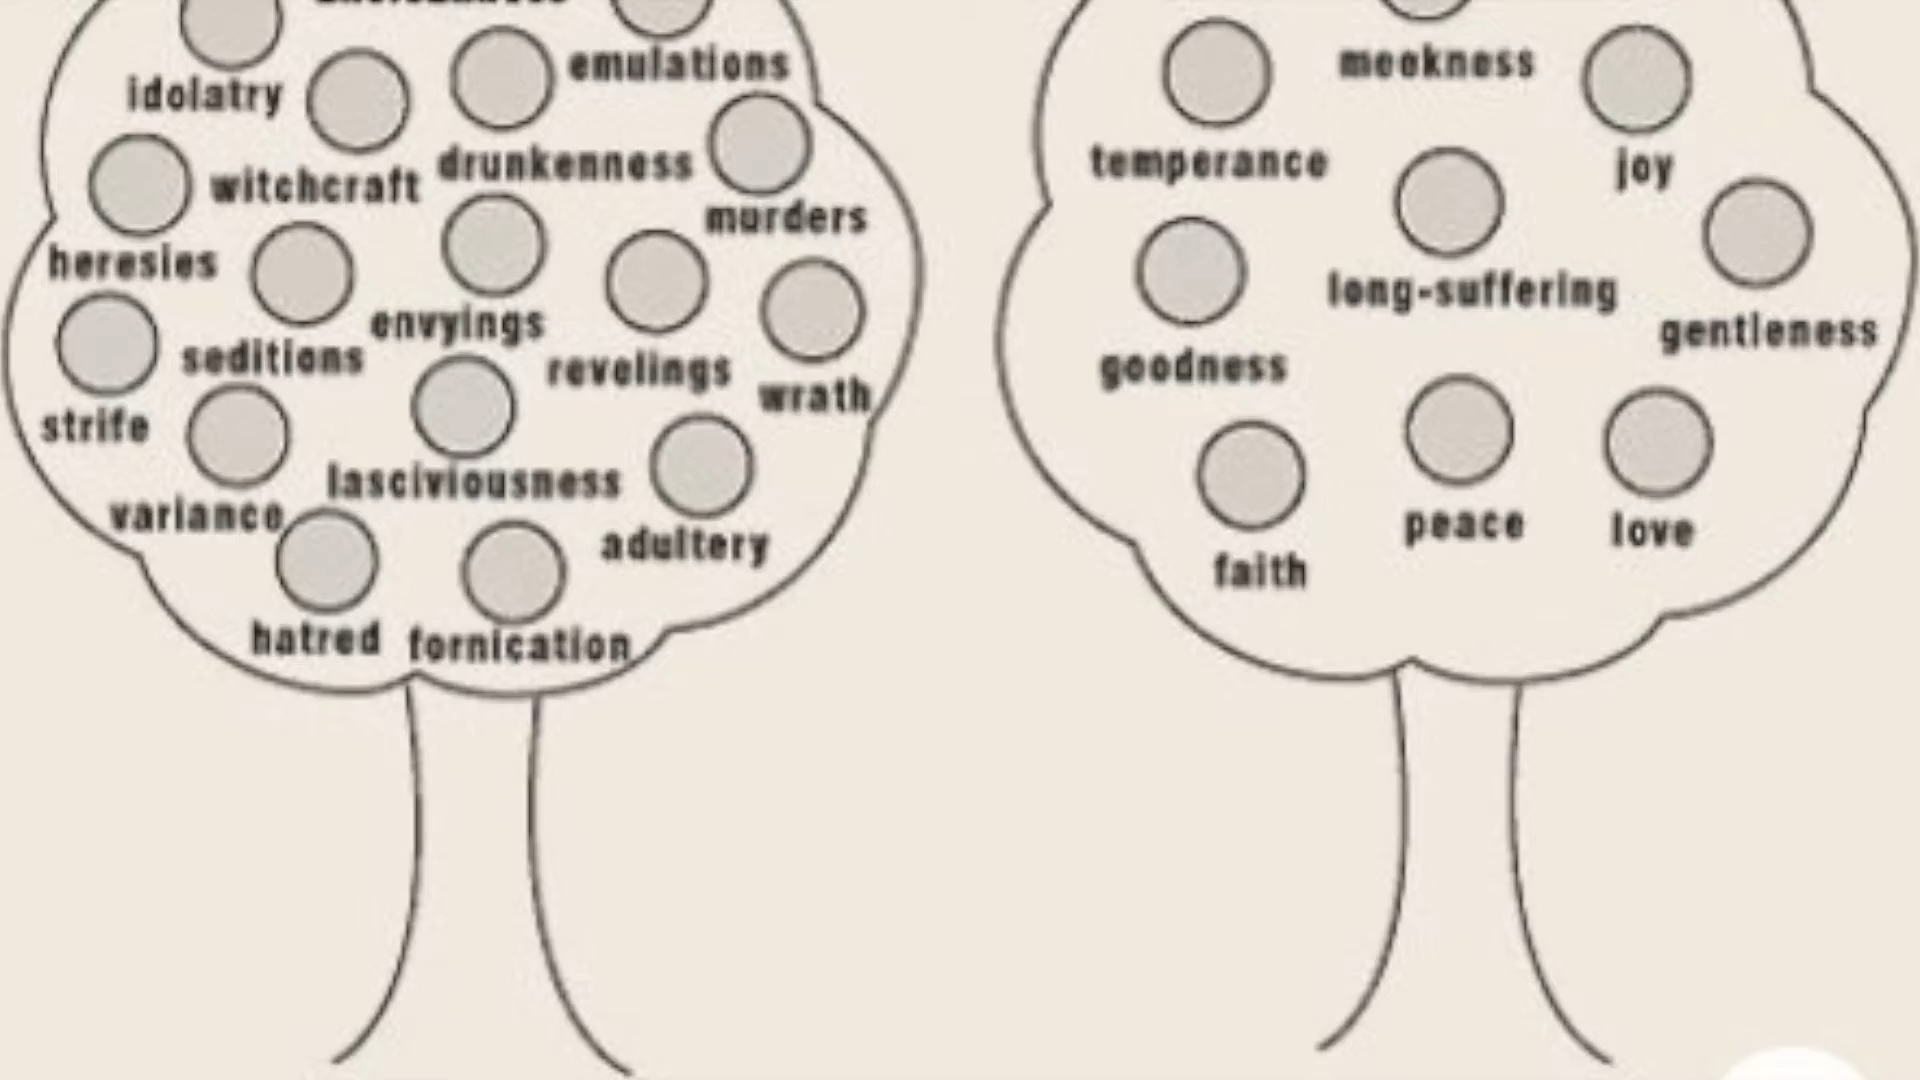 emulations
idolatry
drunkenness
witchcraft
murders
heresies
envyings
seditions
revelings
wrath
strife
lasciviousness
variance
adultery
hatred
fornication
meekness
temperance
joy
long-suffering
gentleness
goodness
peace
love
faith